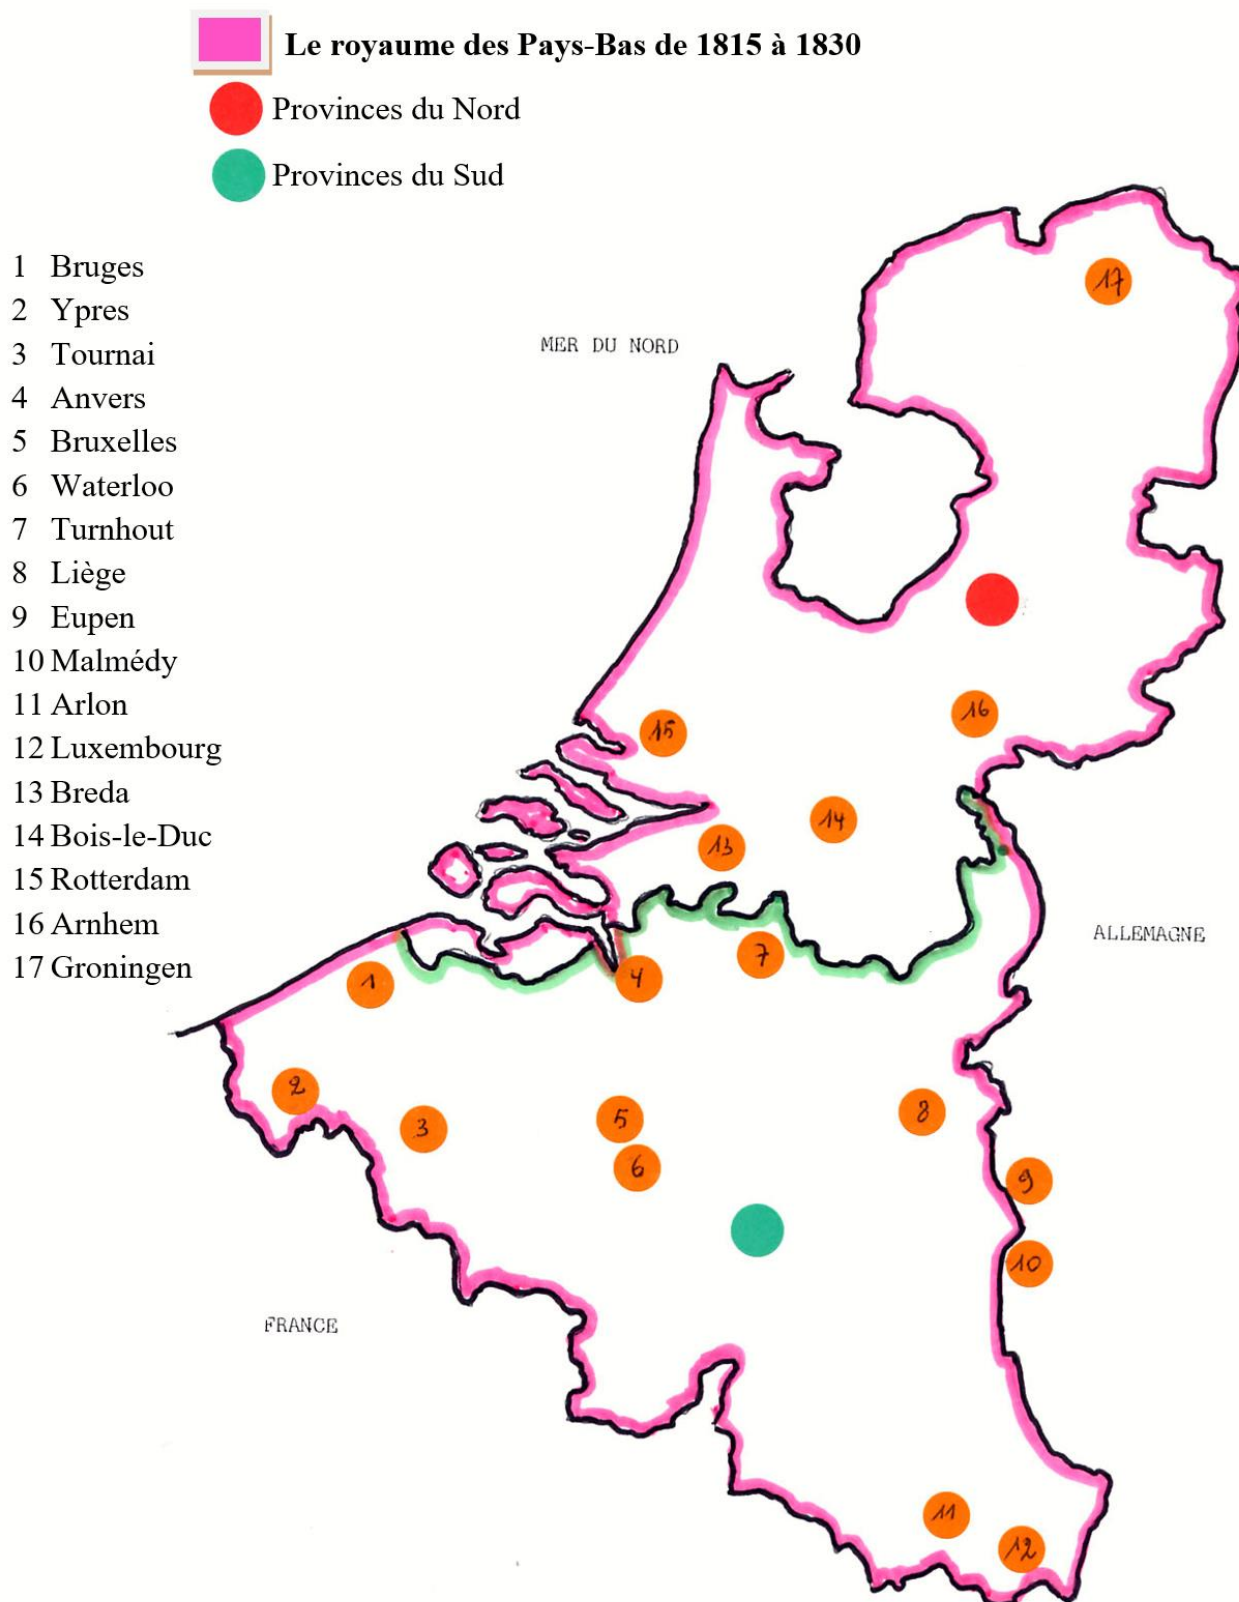 Le royaume des Pays-Bas de 1815 à 1830
Provinces du Nord
Provinces du Sud
1 Bruges
2 Ypres
3 Tournai
4 Anvers
5 Bruxelles
6 Waterloo
7 Turnhout
8 Liège
9 Eupen
10 Malmédy
11 Arlon
12 Luxembourg
13 Breda
14 Bois-le-Duc
15 Rotterdam
16 Arnhem
17 Groningen
17
MER DU NORD
15
16
14
13
ALLEMAGNE
7
4
1
2
3
5
8
6
9
10
FRANCE
11
12